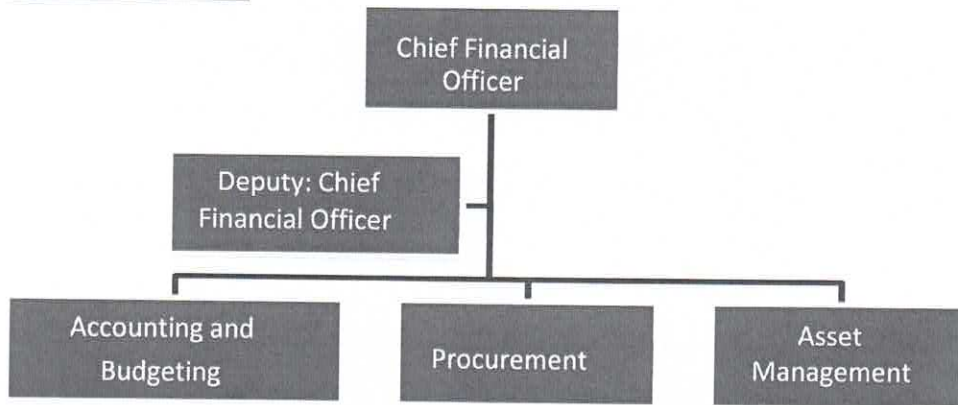 Chief Financial
Officer
Deputy: Chief
Financial Officer
Accounting and
Budgeting
Procurement
Asset
Management